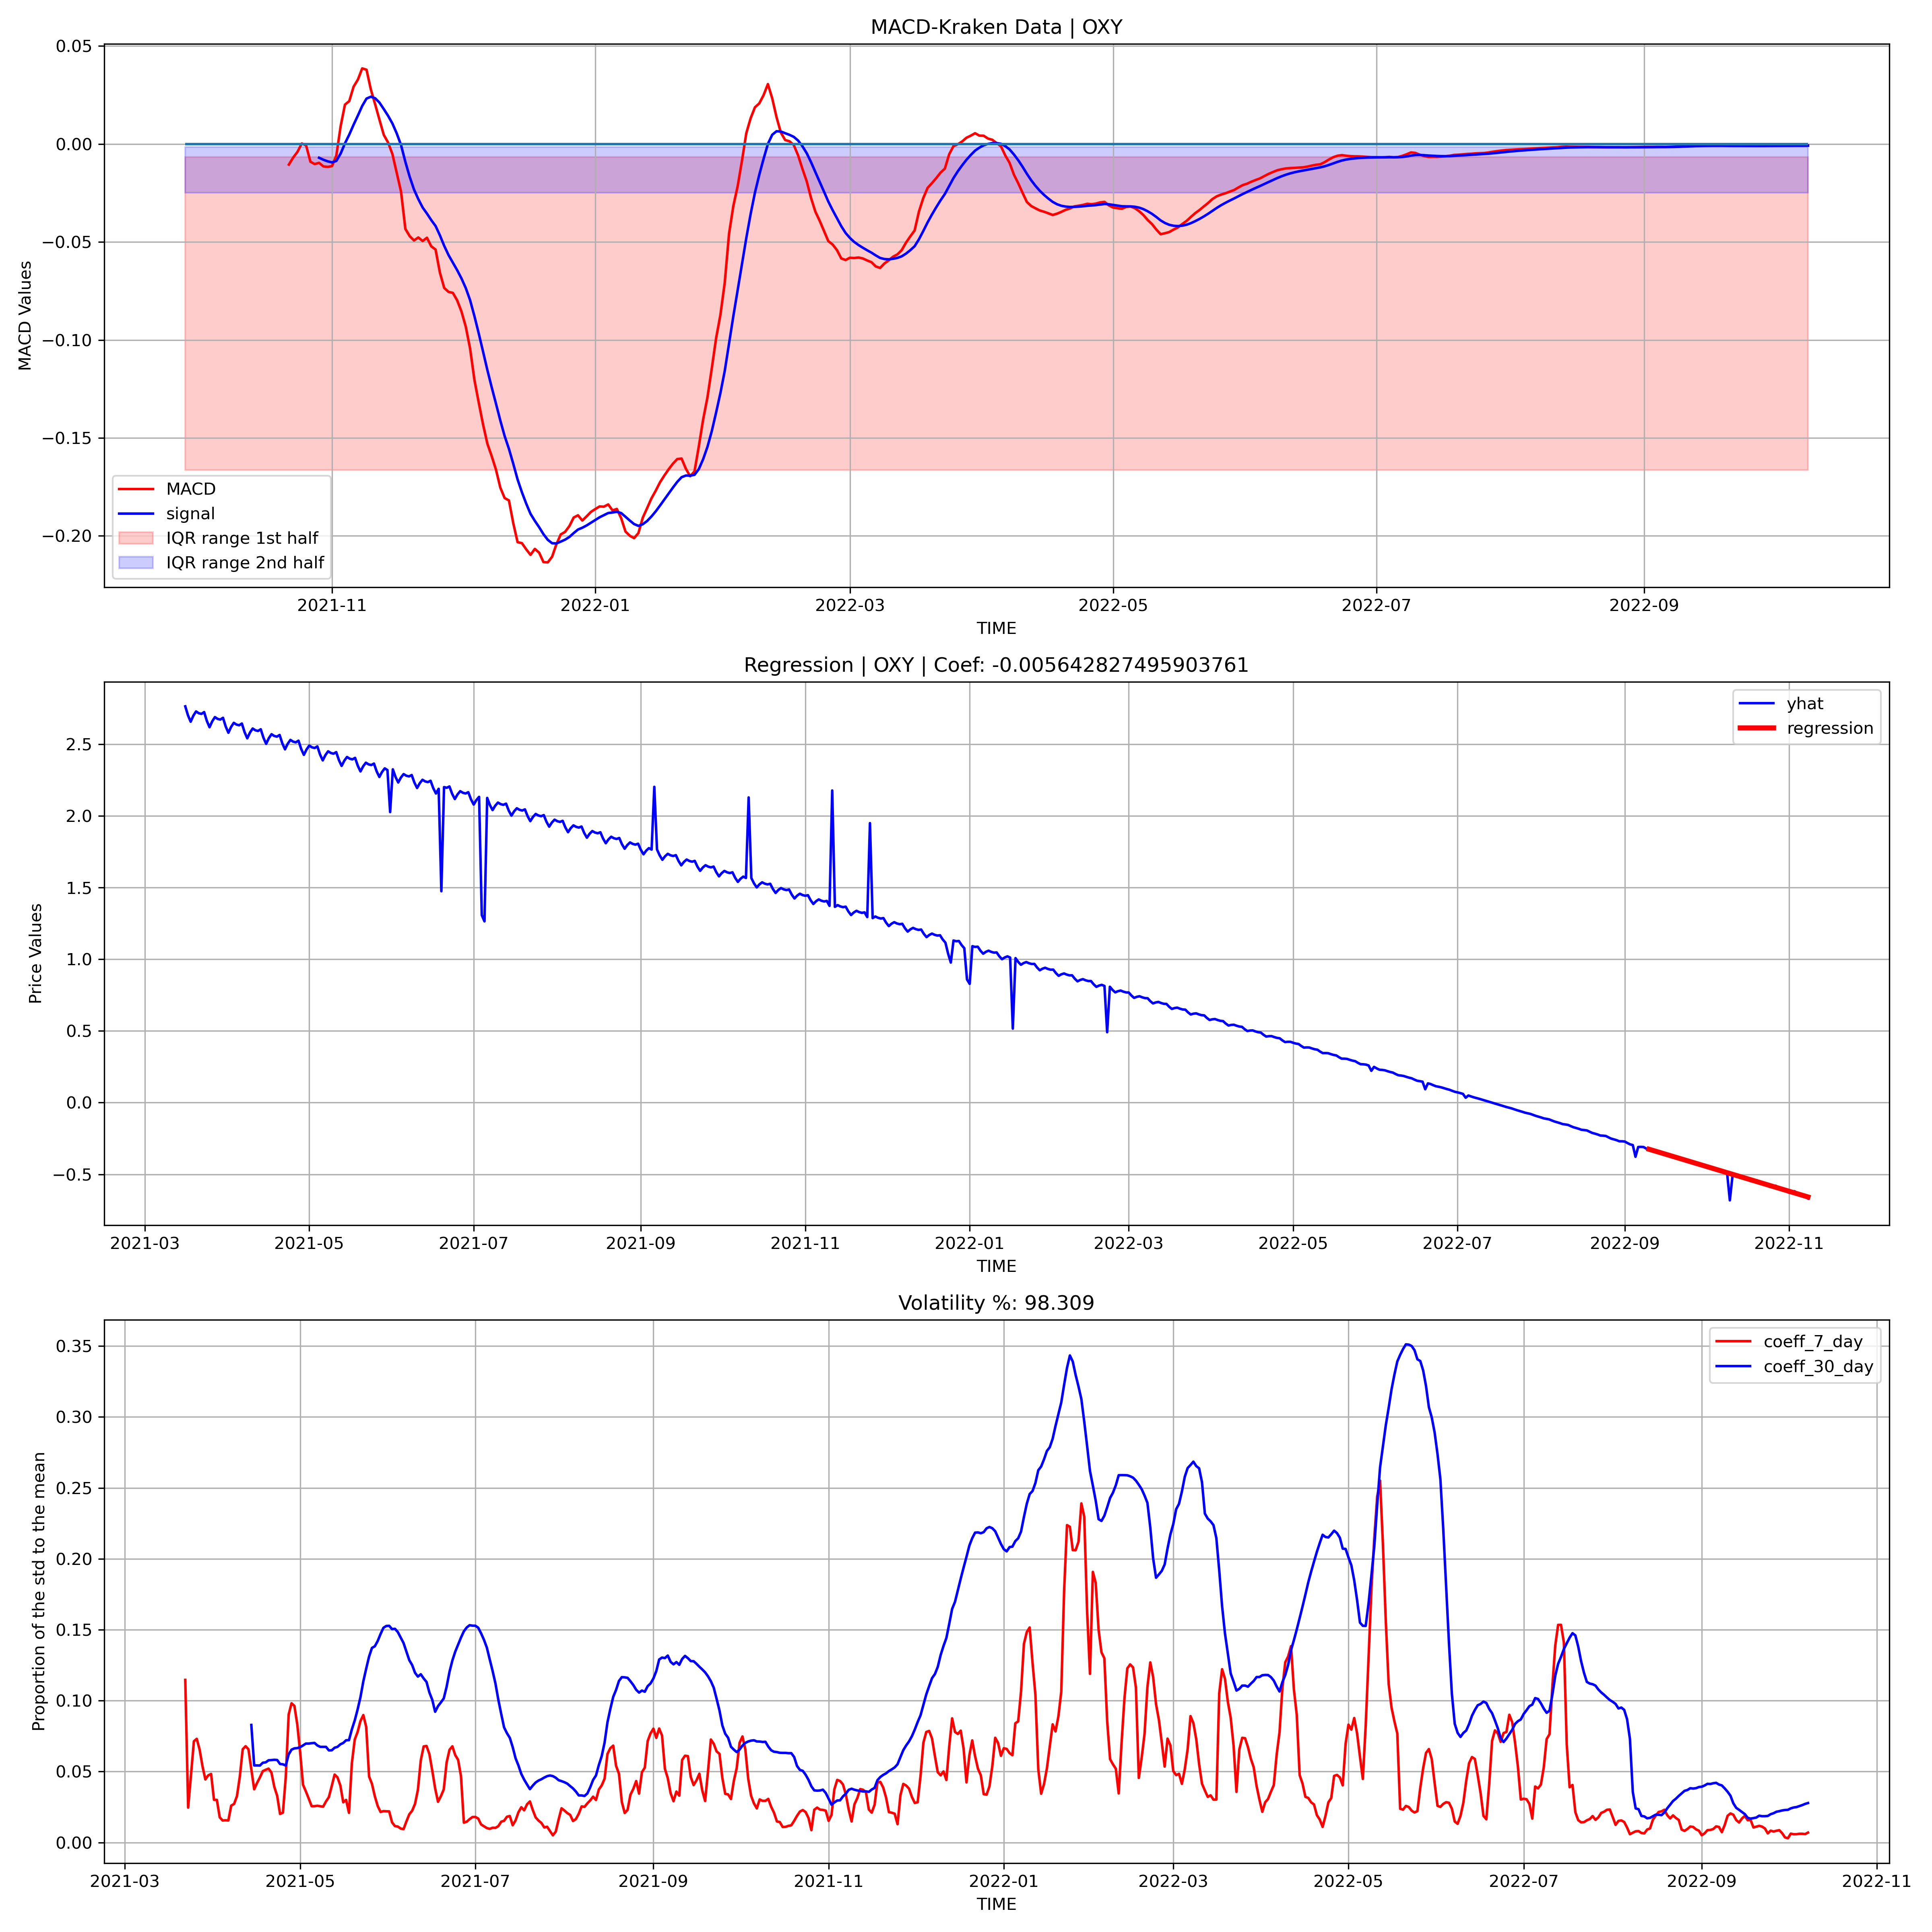 MACD-Kraken Data | OXY
0.05
0.00
−0.05
−0.10
−0.15
−0.20
MACD Values
MACD
signal
IQR range 1st half
IQR range 2nd half
2021-11 2022-01 2022-03 2022-05 2022-07 2022-09
TIME
Regression | OXY | Coef: -0.005642827495903761
2.5
2.0
1.5
1.0
0.5
0.0
−0.5
Price Values
yhat
regression
2021-03 2021-05 2021-07 2021-09 2021-11 2022-01 2022-03 2022-05 2022-07 2022-09 2022-11
TIME
Volatility %: 98.309
0.35
0.30
0.25
0.20
0.15
0.10
0.05
0.00
Proportion of the std to the mean
coeff_7_day
coeff_30_day
2021-03 2021-05 2021-07 2021-09 2021-11 2022-01 2022-03 2022-05 2022-07 2022-09 2022-11
TIME